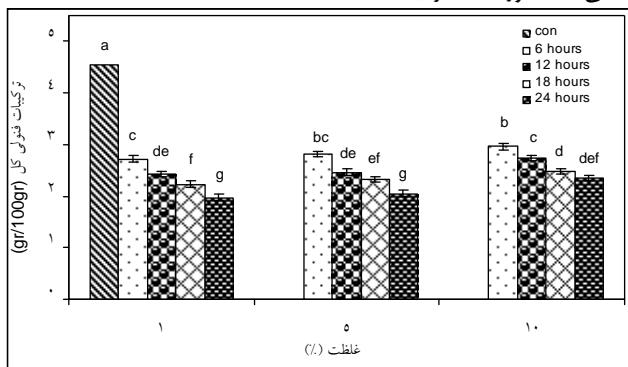 ترکیبات فنولی کل (gr/100gr)
۵
۴
۳
۲
۱
۰
a
c
de
f
g
bc
de
ef
g
b
c
d
def
con
6 hours
12 hours
18 hours
24 hours
۱
۵
۱۰
غلظت (٪)